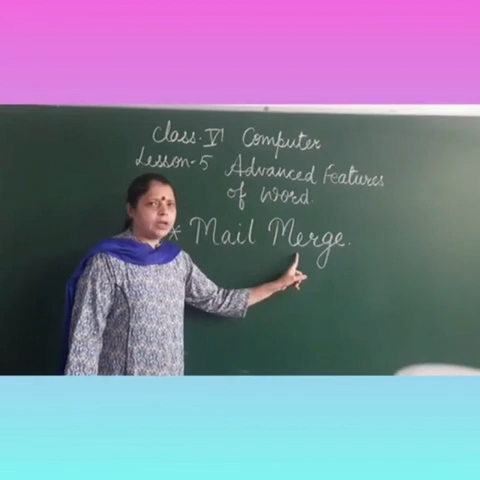 Class-VI Computer
Lesson-5 Advanced Features
of Word.
* Mail Merge.